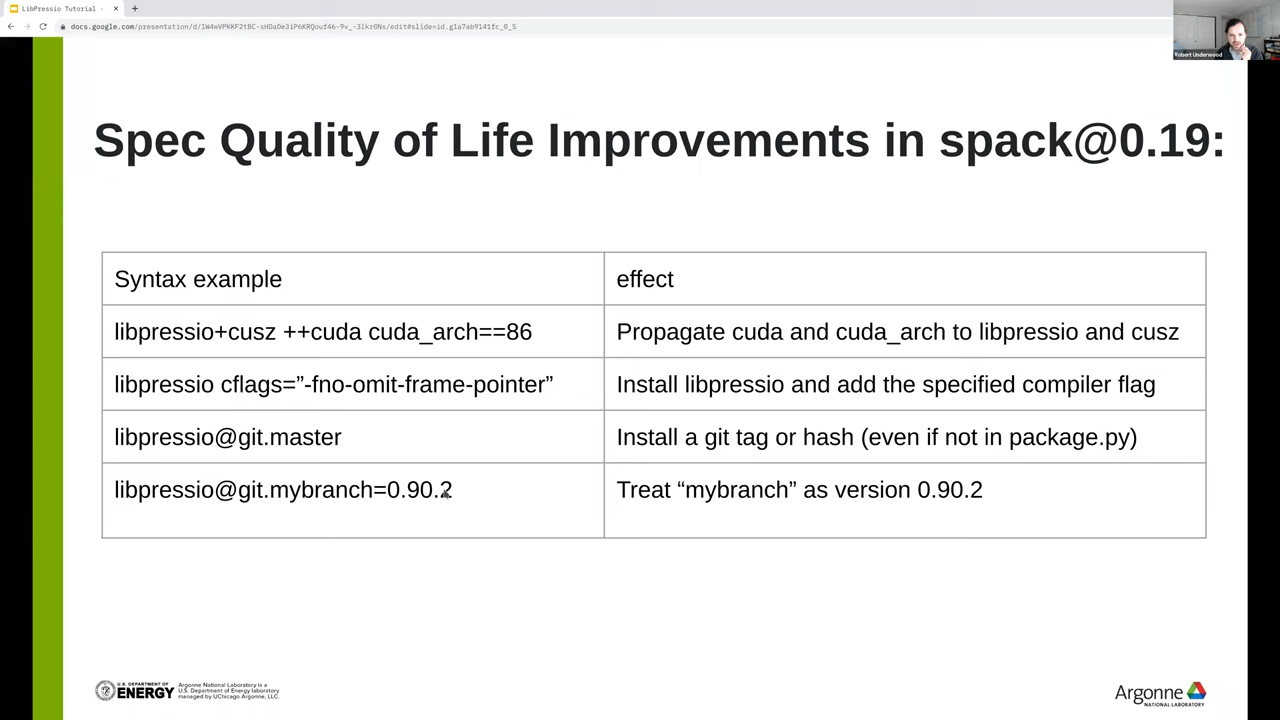 LibPressio Tutorial -
docs.google.com/presentation/d/1W4eVPKKF2tBC-sHDaDe3iP6KRQouf46-9v_-3lkr0Ns/edit#slide=id.g1a7ab9141fc_0_5
Robert Underwood
Spec Quality of Life Improvements in spack@0.19:
Syntax example
effect
libpressio+cusz ++cuda cuda_arch==86
Propagate cuda and cuda_arch to libpressio and cusz
libpressio cflags=”-fno-omit-frame-pointer”
Install libpressio and add the specified compiler flag
libpressio@git.master
Install a git tag or hash (even if not in package.py)
libpressio@git.mybranch=0.90.2
Treat “mybranch” as version 0.90.2
U.S. DEPARTMENT OF
ENERGY
Argonne National Laboratory is a
U.S. Department of Energy laboratory
managed by UChicago Argonne, LLC.
Argonne
NATIONAL LABORATORY